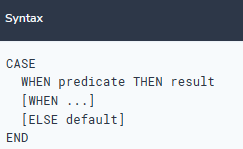 Syntax
CASE
WHEN predicate THEN result
[WHEN ...]
[ELSE default]
END